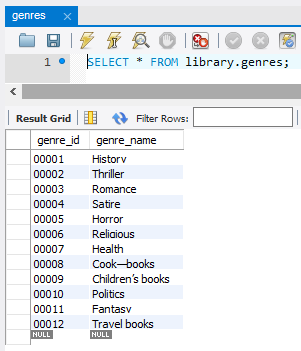 genres ×
1 SELECT * FROM library.genres;
Result Grid Filter Rows:
genre_id genre_name
00001 History
00002 Thriller
00003 Romance
00004 Satire
00005 Horror
00006 Religious
00007 Health
00008 Cook—books
00009 Children's books
00010 Politics
00011 Fantasy
00012 Travel books
NULL NULL